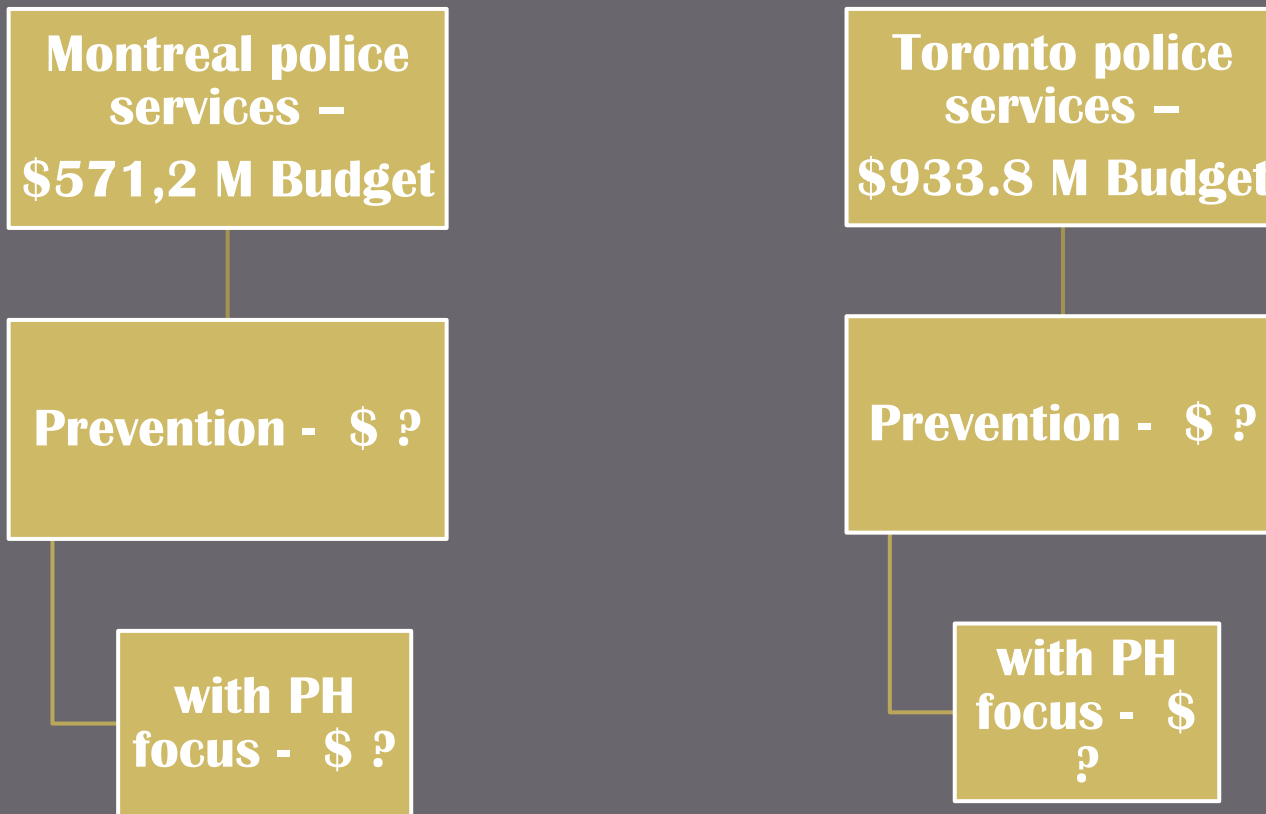 Montreal police
services –
$571,2 M Budget
Prevention - $ ?
with PH
focus - $ ?
Toronto police
services –
$933.8 M Budget
Prevention - $ ?
with PH
focus - $
?